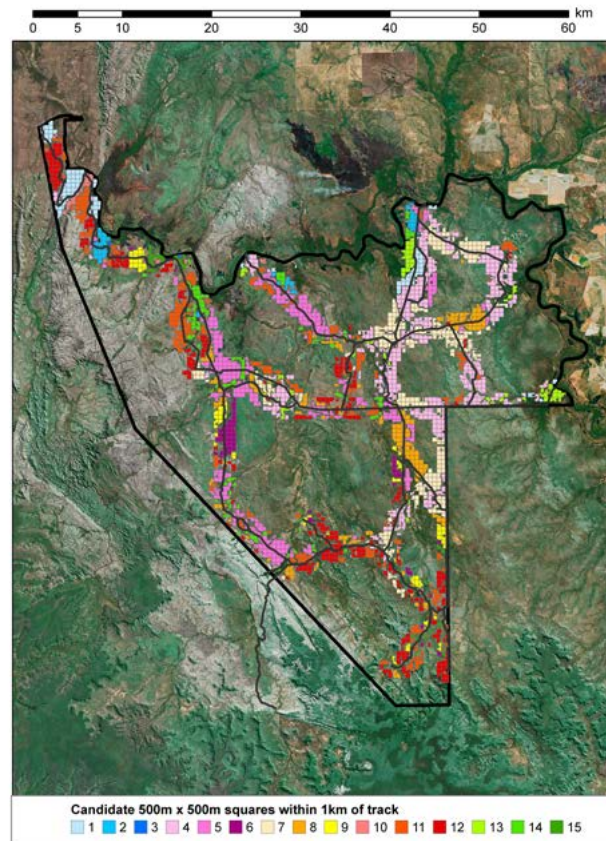 km
0 5 10 20 30 40 50 60
Candidate 500m x 500m squares within 1km of track
1 2 3 4 5 6 7 8 9 10 11 12 13 14 15